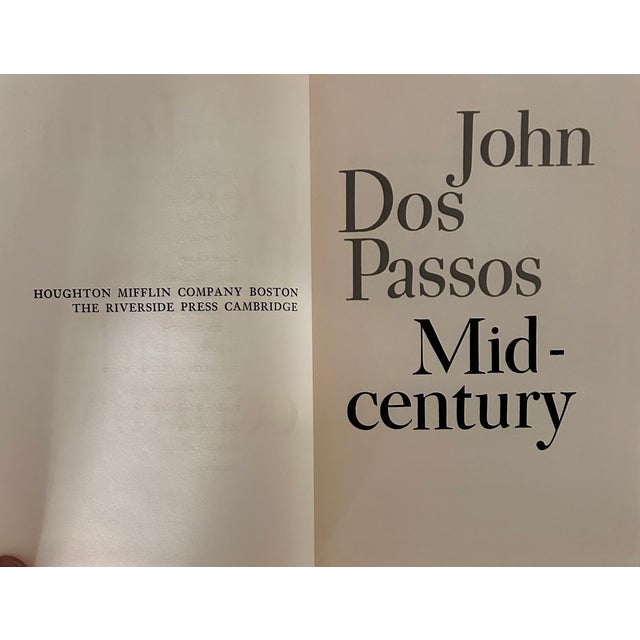 HOUGHTON MIFFLIN COMPANY BOSTON
THE RIVERSIDE PRESS CAMBRIDGE
John
Dos
Passos
Mid-
century